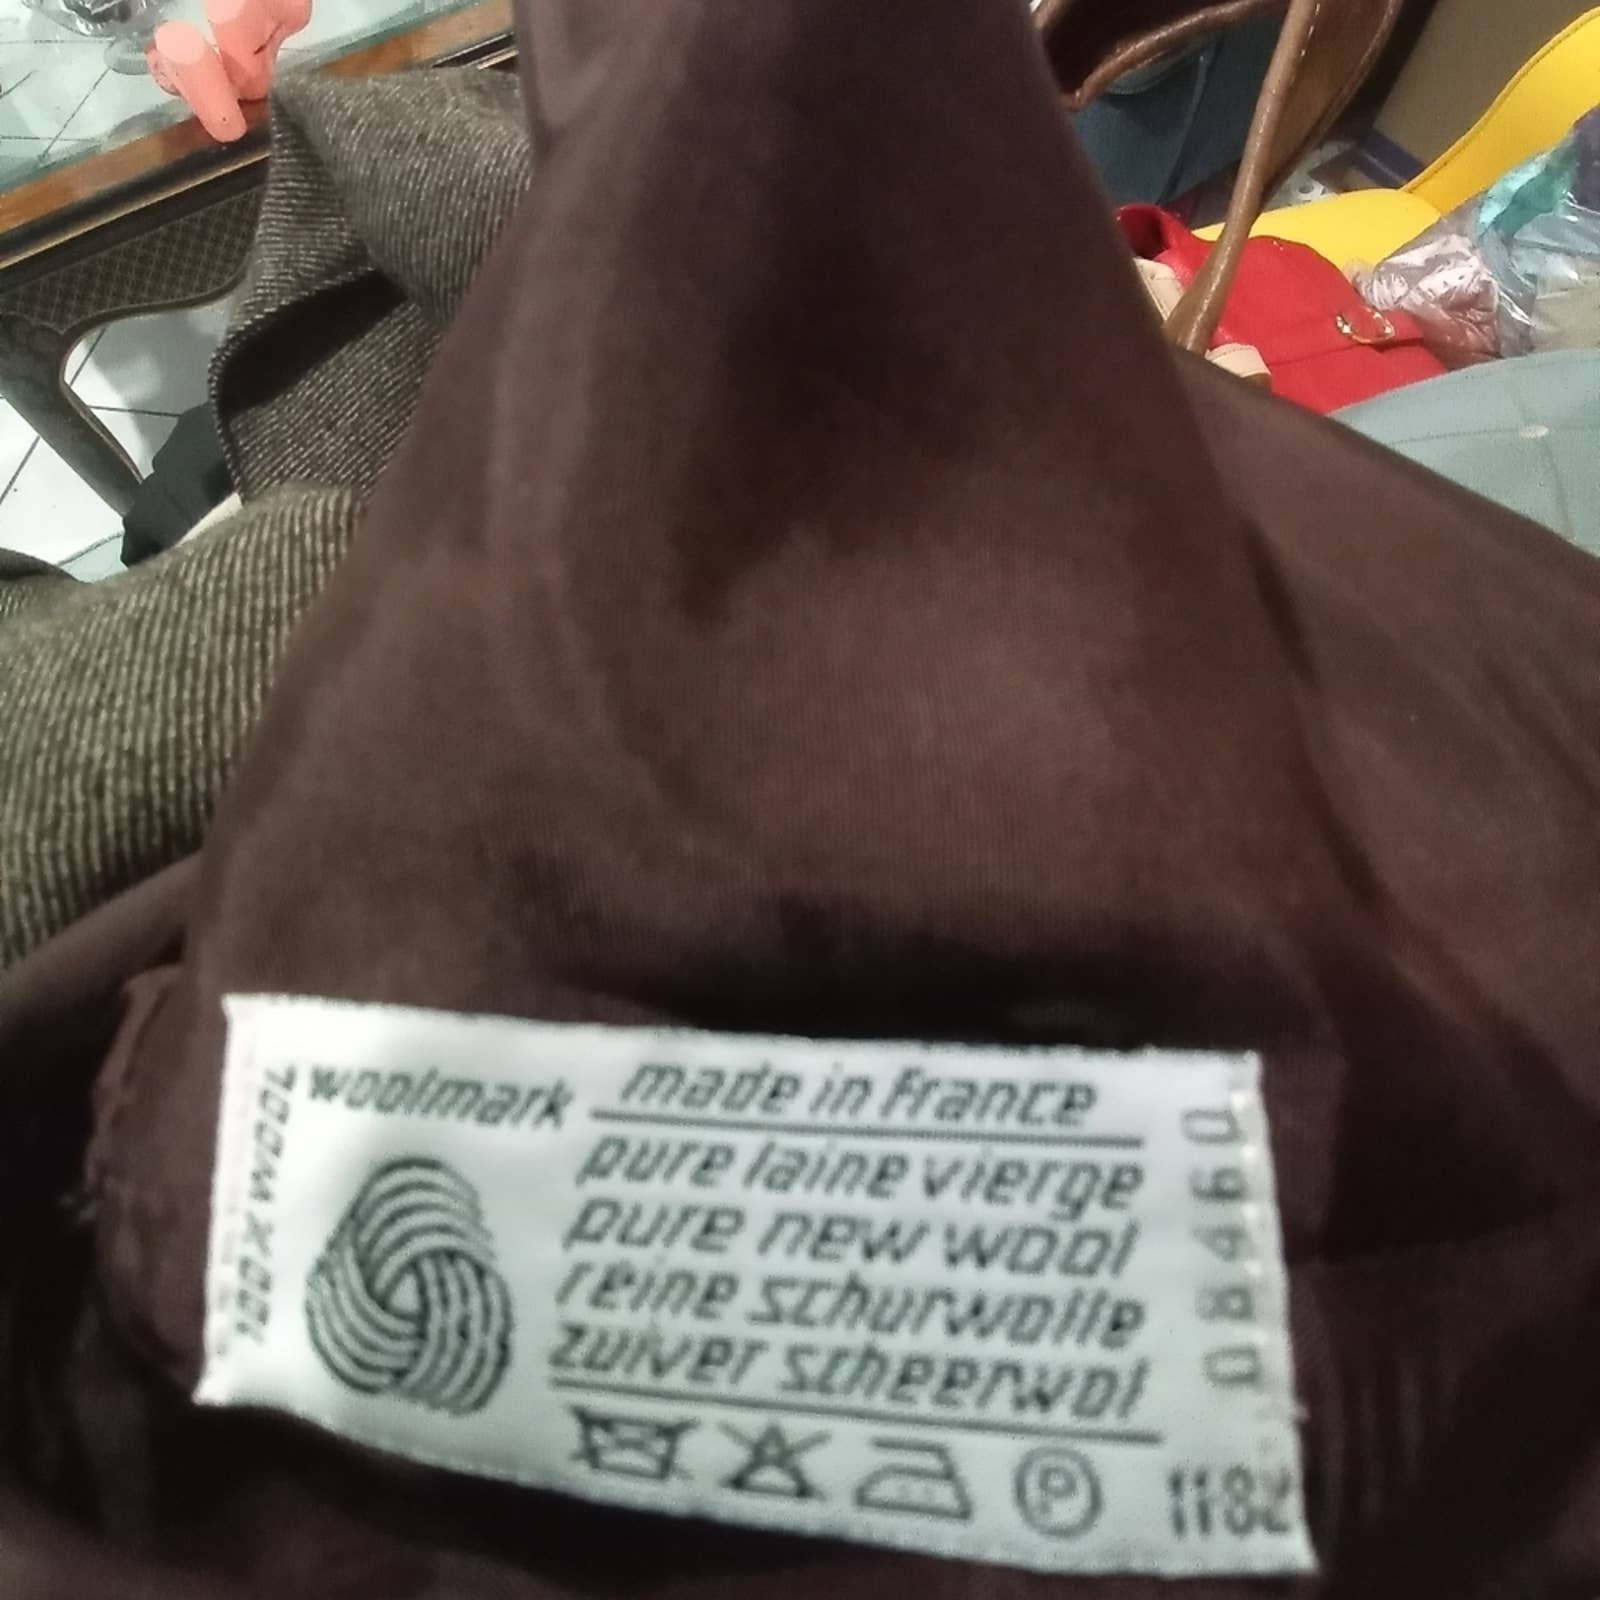 100% WOOL
woolmark
made in France
pure laine vierge
pure new wool
reine schurwolle
zuiver scheerwol
P
1182
08460